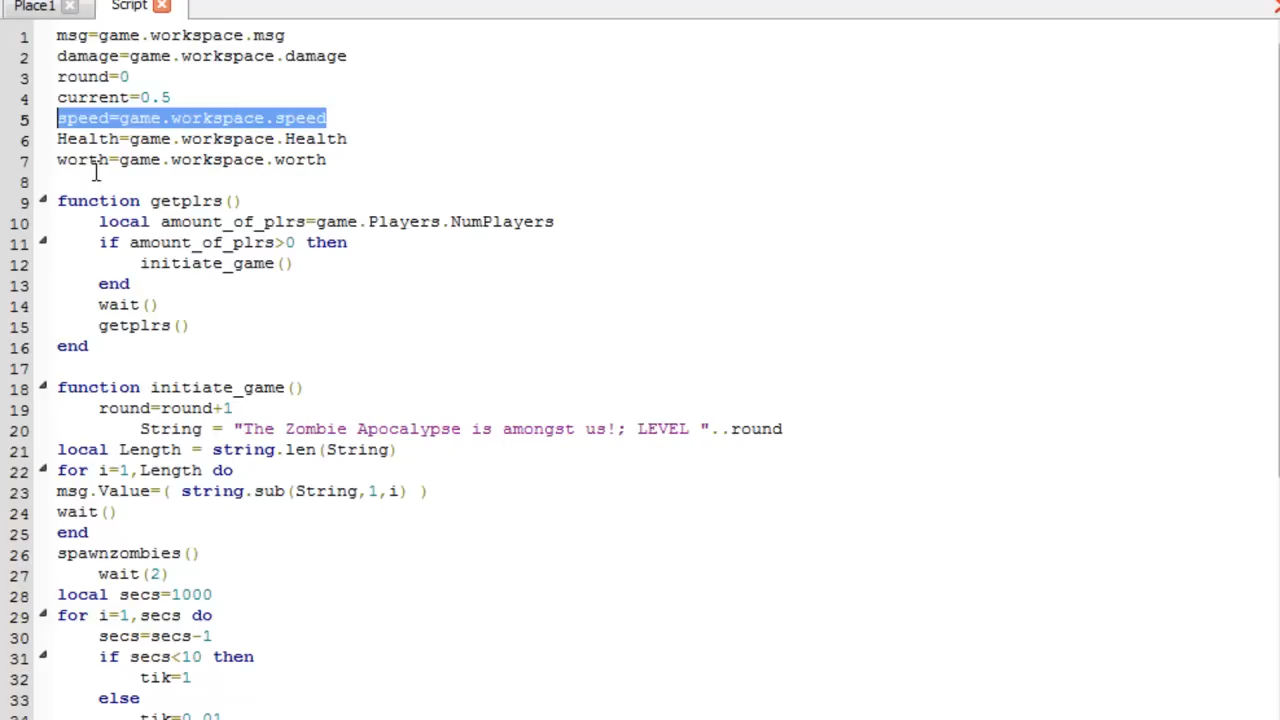 Place1 Script
1 msg=game.workspace.msg
2 damage=game.workspace.damage
3 round=0
4 current=0.5
5 speed=game.workspace.speed
6 Health=game.workspace.Health
7 worth=game.workspace.worth
8
9 function getplrs()
10 local amount_of_plrs=game.Players.NumPlayers
11 if amount_of_plrs>0 then
12 initiate_game()
13 end
14 wait()
15 getplrs()
16 end
17
18 function initiate_game()
19 round=round+1
20 String = "The Zombie Apocalypse is amongst us!; LEVEL "..round
21 local Length = string.len(String)
22 for i=1,Length do
23 msg.Value=( string.sub(String,1,i) )
24 wait()
25 end
26 spawnzombies()
27 wait(2)
28 local secs=1000
29 for i=1,secs do
30 secs=secs-1
31 if secs<10 then
32 tik=1
33 else
34 tik=0.01